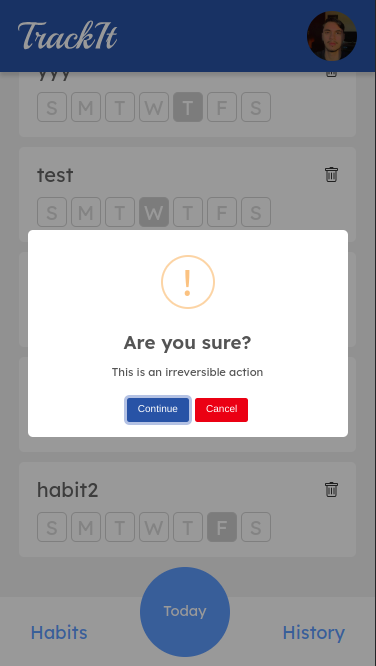 TrackIt
yyy
S M T W T F S
test
S M T W T F S
!
Are you sure?
This is an irreversible action
Continue Cancel
habit2
S M T W T F S
Today
Habits History